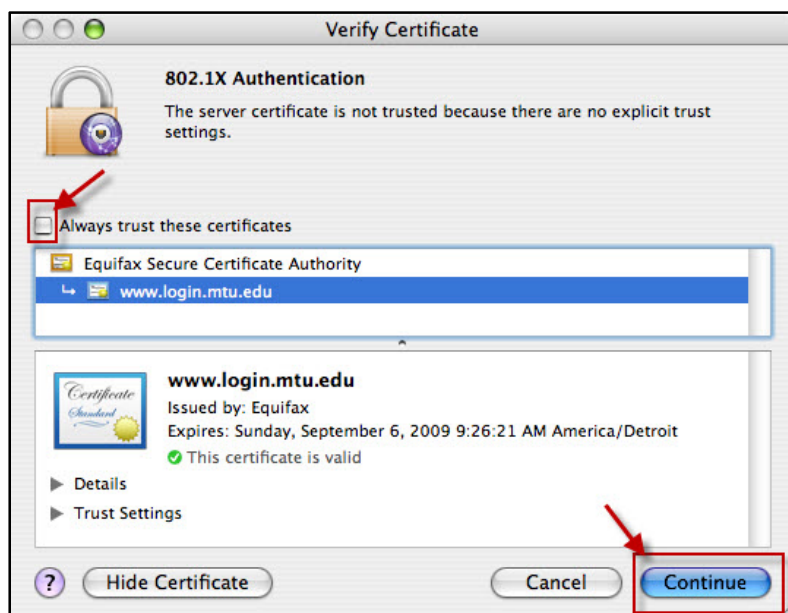 Verify Certificate
802.1X Authentication
The server certificate is not trusted because there are no explicit trust
settings.
Always trust these certificates
Equifax Secure Certificate Authority
www.login.mtu.edu
Certificate
Standard
www.login.mtu.edu
Issued by: Equifax
Expires: Sunday, September 6, 2009 9:26:21 AM America/Detroit
This certificate is valid
Details
Trust Settings
? Hide Certificate Cancel Continue